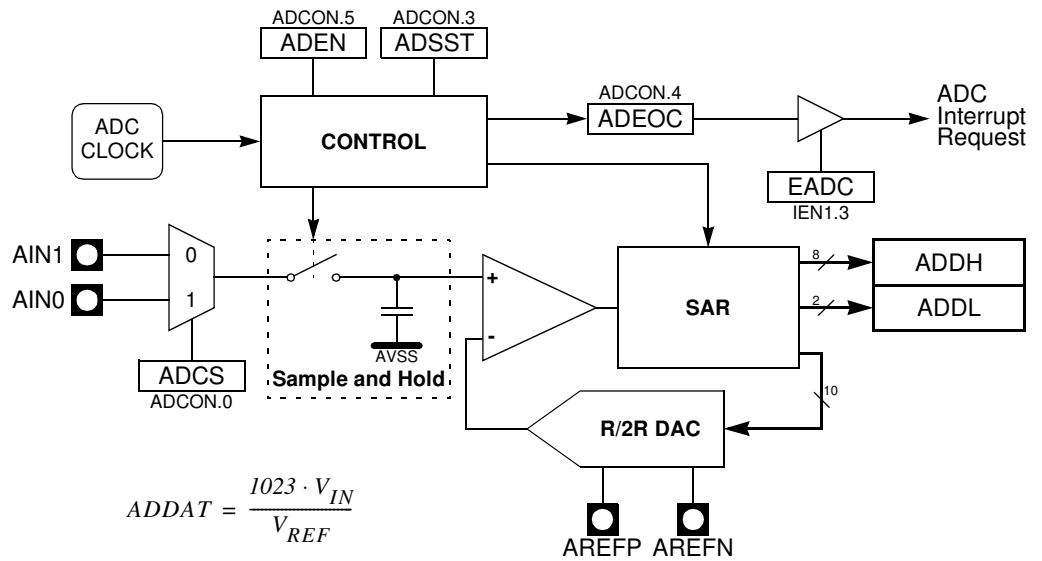 ADCON.5 ADCON.3
ADEN ADSST
ADCON.4
ADEOC
ADC
Interrupt
Request
ADC
CLOCK
CONTROL
EADC
IEN1.3
AIN1
0
AIN0
1
ADCS
ADCON.0
AVSS
Sample and Hold
+
-
SAR
8
ADDH
2
ADDL
10
R/2R DAC
AREFP AREFN
ADDAT = 1023 · V_IN / V_REF